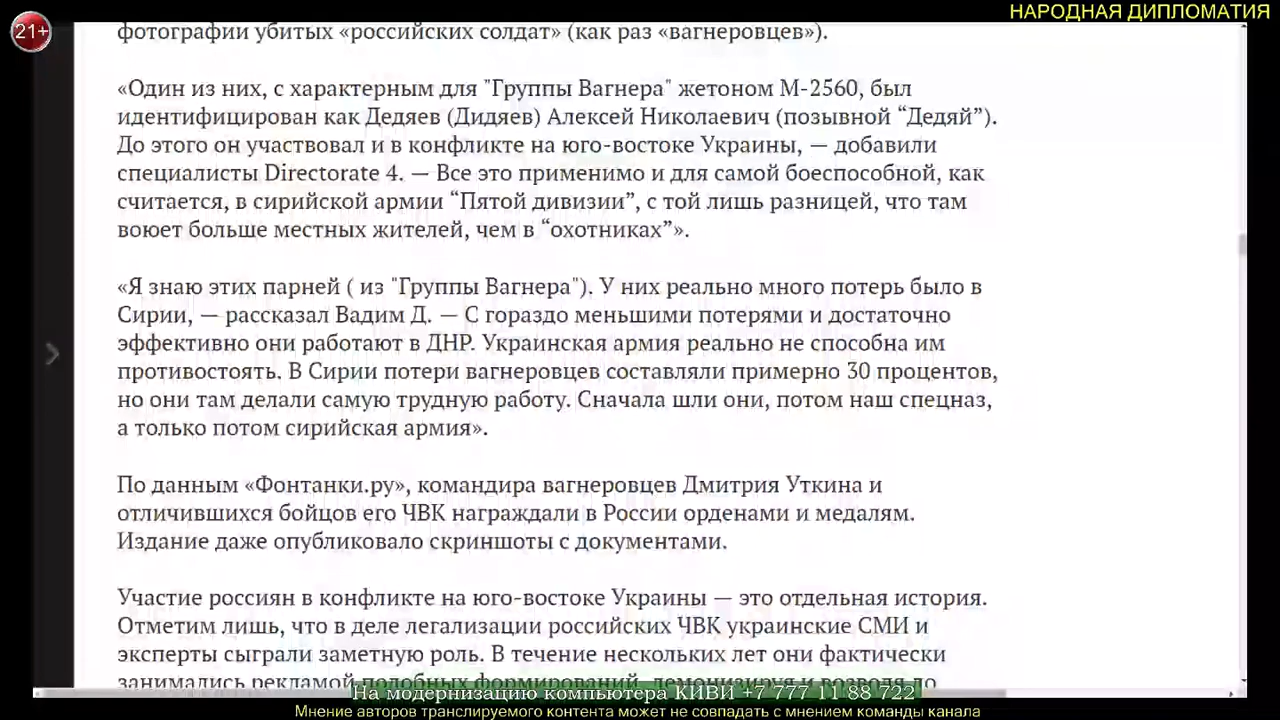 НАРОДНАЯ ДИПЛОМАТИЯ
21+
фотографии убитых «российских солдат» (как раз «вагнеровцев»).
«Один из них, с характерным для "Группы Вагнера" жетоном М-2560, был
идентифицирован как Дедяев (Дидяев) Алексей Николаевич (позывной “Дедяй”).
До этого он участвовал и в конфликте на юго-востоке Украины, — добавили
специалисты Directorate 4. — Все это применимо и для самой боеспособной, как
считается, в сирийской армии “Пятой дивизии”, с той лишь разницей, что там
воюет больше местных жителей, чем в “охотниках”».
«Я знаю этих парней ( из "Группы Вагнера"). У них реально много потерь было в
Сирии, — рассказал Вадим Д. — С гораздо меньшими потерями и достаточно
эффективно они работают в ДНР. Украинская армия реально не способна им
противостоять. В Сирии потери вагнеровцев составляли примерно 30 процентов,
но они там делали самую трудную работу. Сначала шли они, потом наш спецназ,
а только потом сирийская армия».
По данным «Фонтанки.ру», командира вагнеровцев Дмитрия Уткина и
отличившихся бойцов его ЧВК награждали в России орденами и медалям.
Издание даже опубликовало скриншоты с документами.
Участие россиян в конфликте на юго-востоке Украины — это отдельная история.
Отметим лишь, что в деле легализации российских ЧВК украинские СМИ и
эксперты сыграли заметную роль. В течение нескольких лет они фактически
занимались рекламой подобных формирований, демонизируя и возводя до
На модернизацию компьютера КИВИ +7 777 11 88 722
Мнение авторов транслируемого контента может не совпадать с мнением команды канала